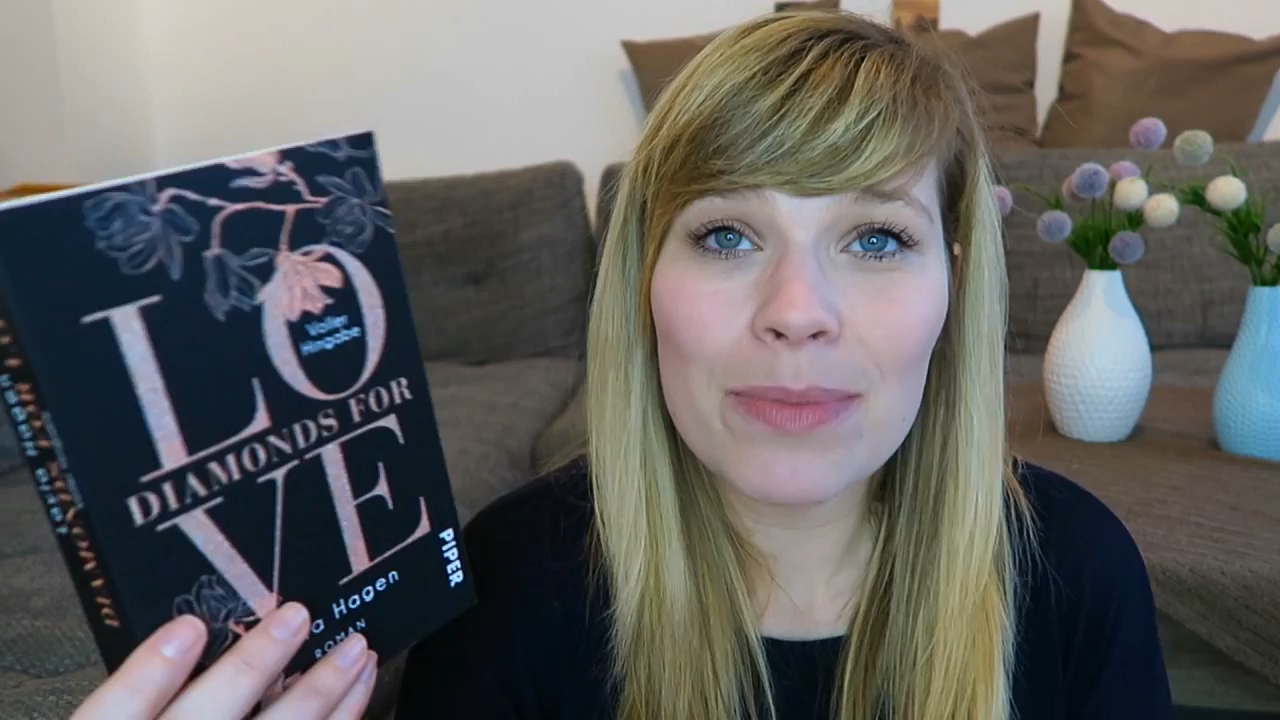 LO
Voller
Hingabe
DIAMONDS FOR
VE
a Hagen
ROMAN
PIPER